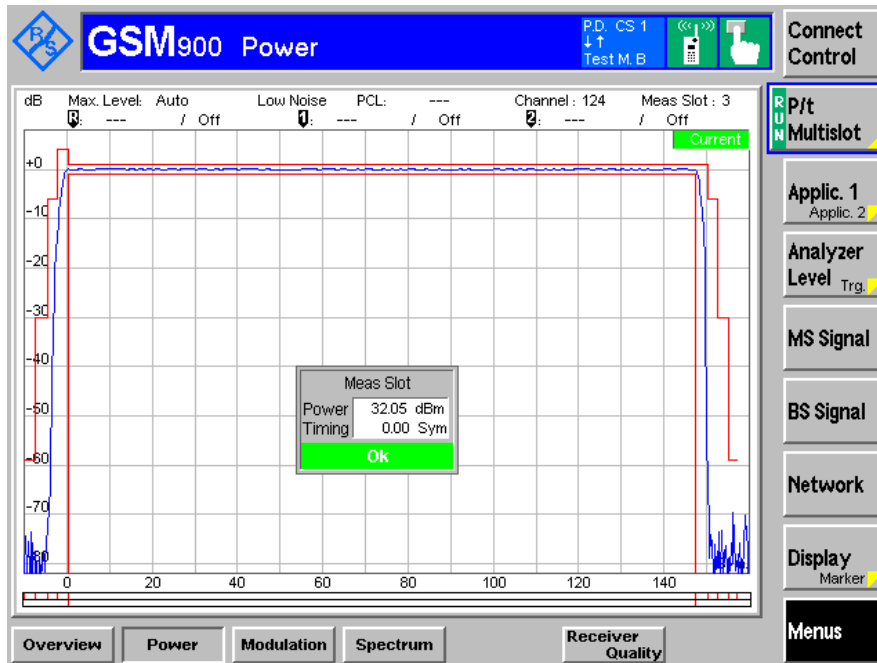 R S GSM900 Power P.D. CS 1
Test M. B
Connect Control
dB Max. Level: Auto Low Noise PCL: --- Channel : 124 Meas Slot : 3
R: --- / Off 1: --- / Off 2: --- / Off
Current
RUN P/t Multislot
Applic. 1
Applic. 2
Analyzer Level Trg.
MS Signal
BS Signal
Network
Display
Marker
Menus
+0
-10
-20
-30
-40
-50
-60
-70
-80
Meas Slot
Power 32.05 dBm
Timing 0.00 Sym
Ok
0 20 40 60 80 100 120 140
Overview Power Modulation Spectrum Receiver Quality